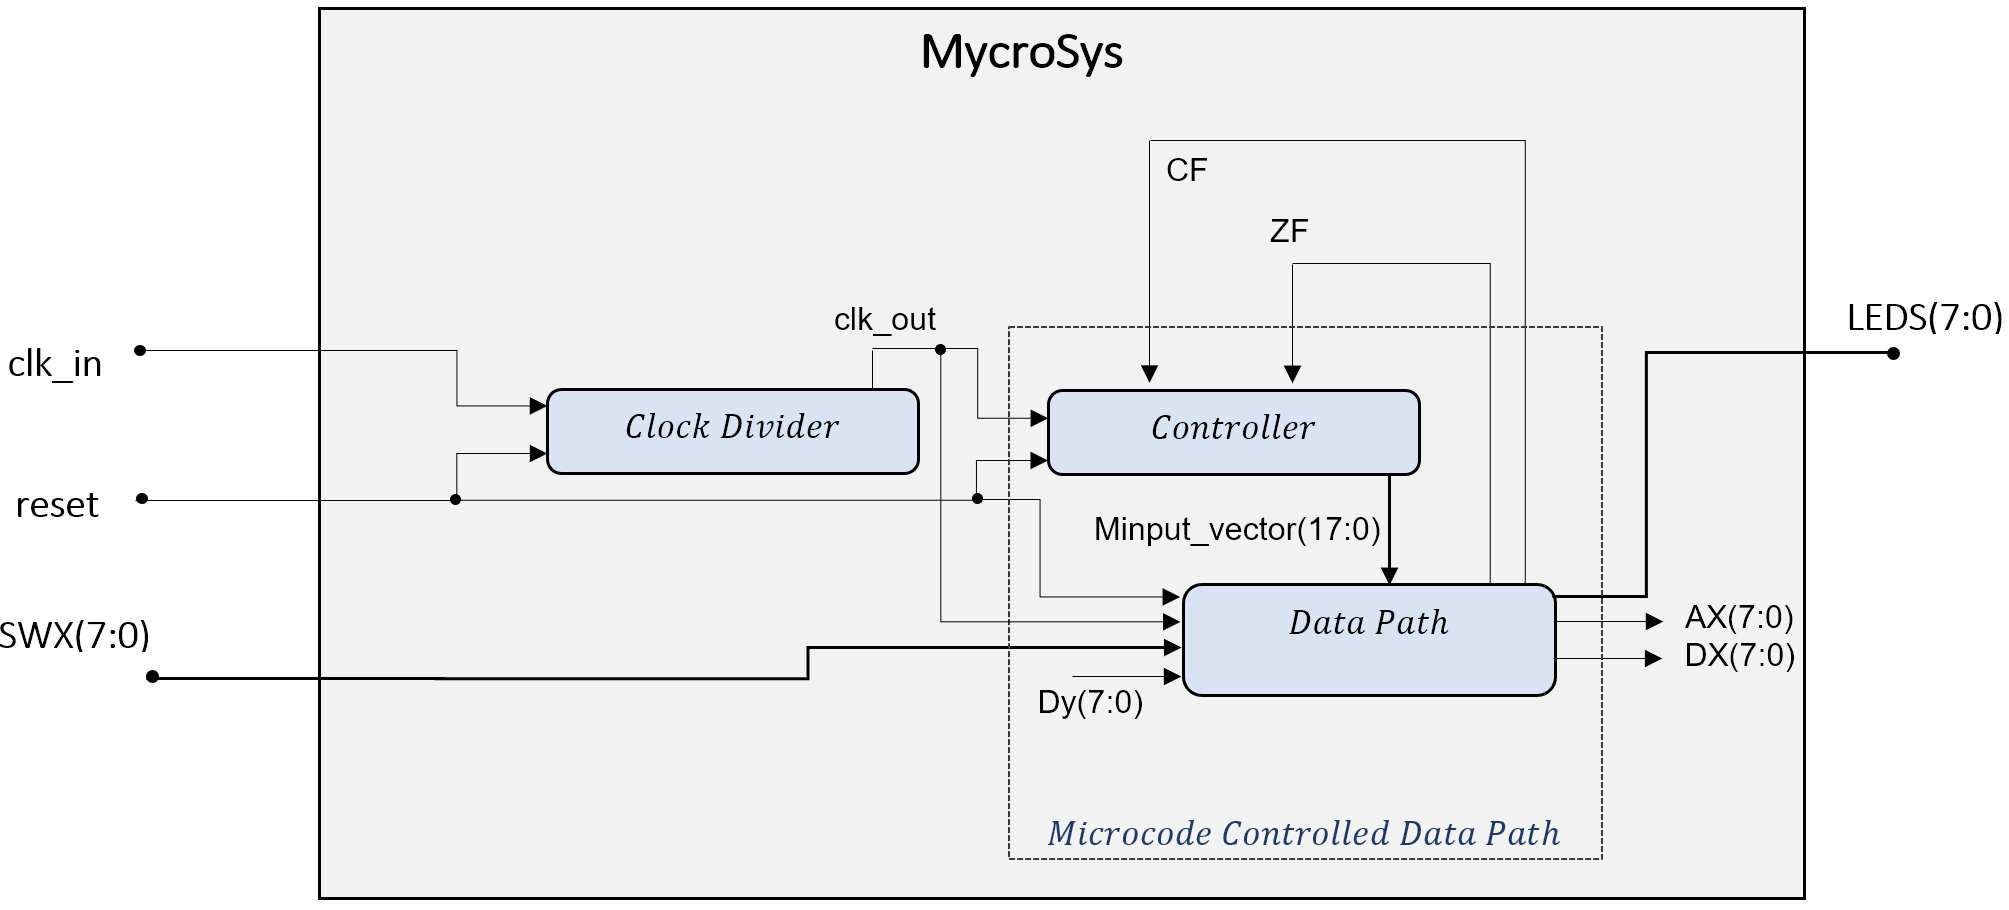 MycroSys
CF
ZF
clk_out
LEDS(7:0)
clk_in
Clock Divider
Controller
reset
Minput_vector(17:0)
SWX(7:0)
Data Path
AX(7:0)
DX(7:0)
Dy(7:0)
Microcode Controlled Data Path